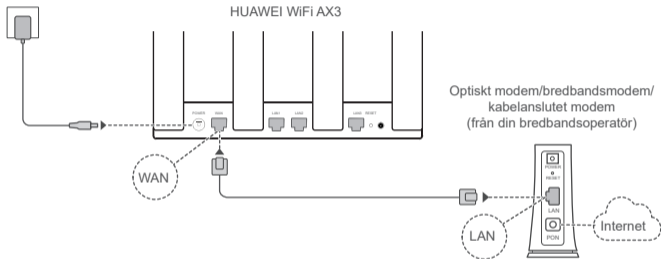 HUAWEI WiFi AX3
Optiskt modem/bredbandsmodem/
kabelanslutet modem
(från din bredbandsoperatör)
POWER
WAN
LAN1
LAN2
LAN3
RESET
WAN
POWER
RESET
LAN
PON
LAN
Internet